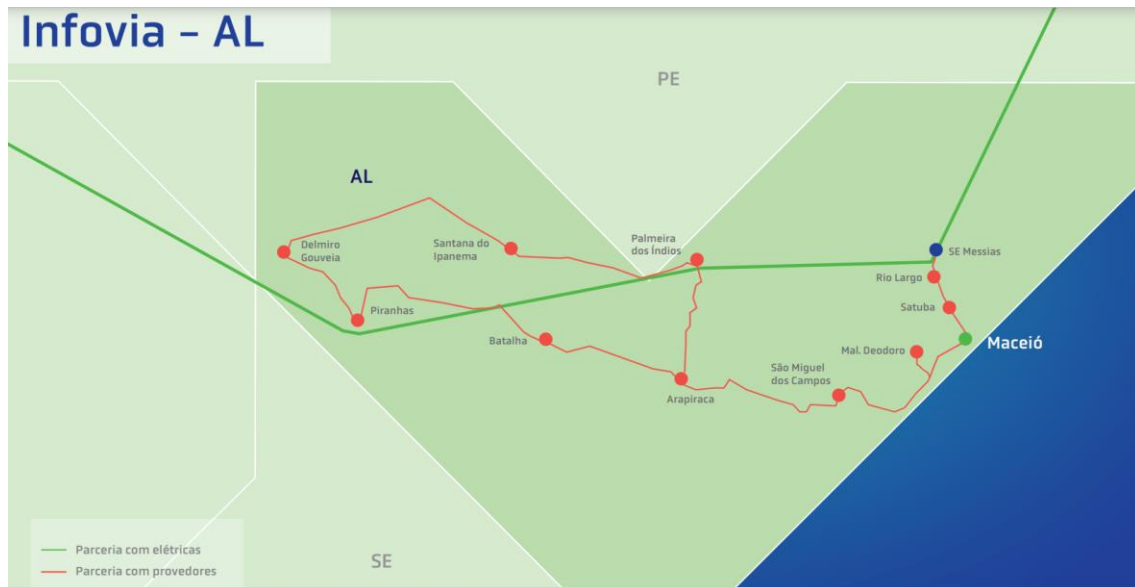 Infovia – AL
PE
AL
Delmiro
Gouveia
Santana do
Ipanema
Palmeira
dos Índios
SE Messias
Rio Largo
Piranhas
Satuba
Batalha
Mal. Deodoro
Maceió
São Miguel
dos Campos
Arapiraca
Parceria com elétricas
Parceria com provedores
SE